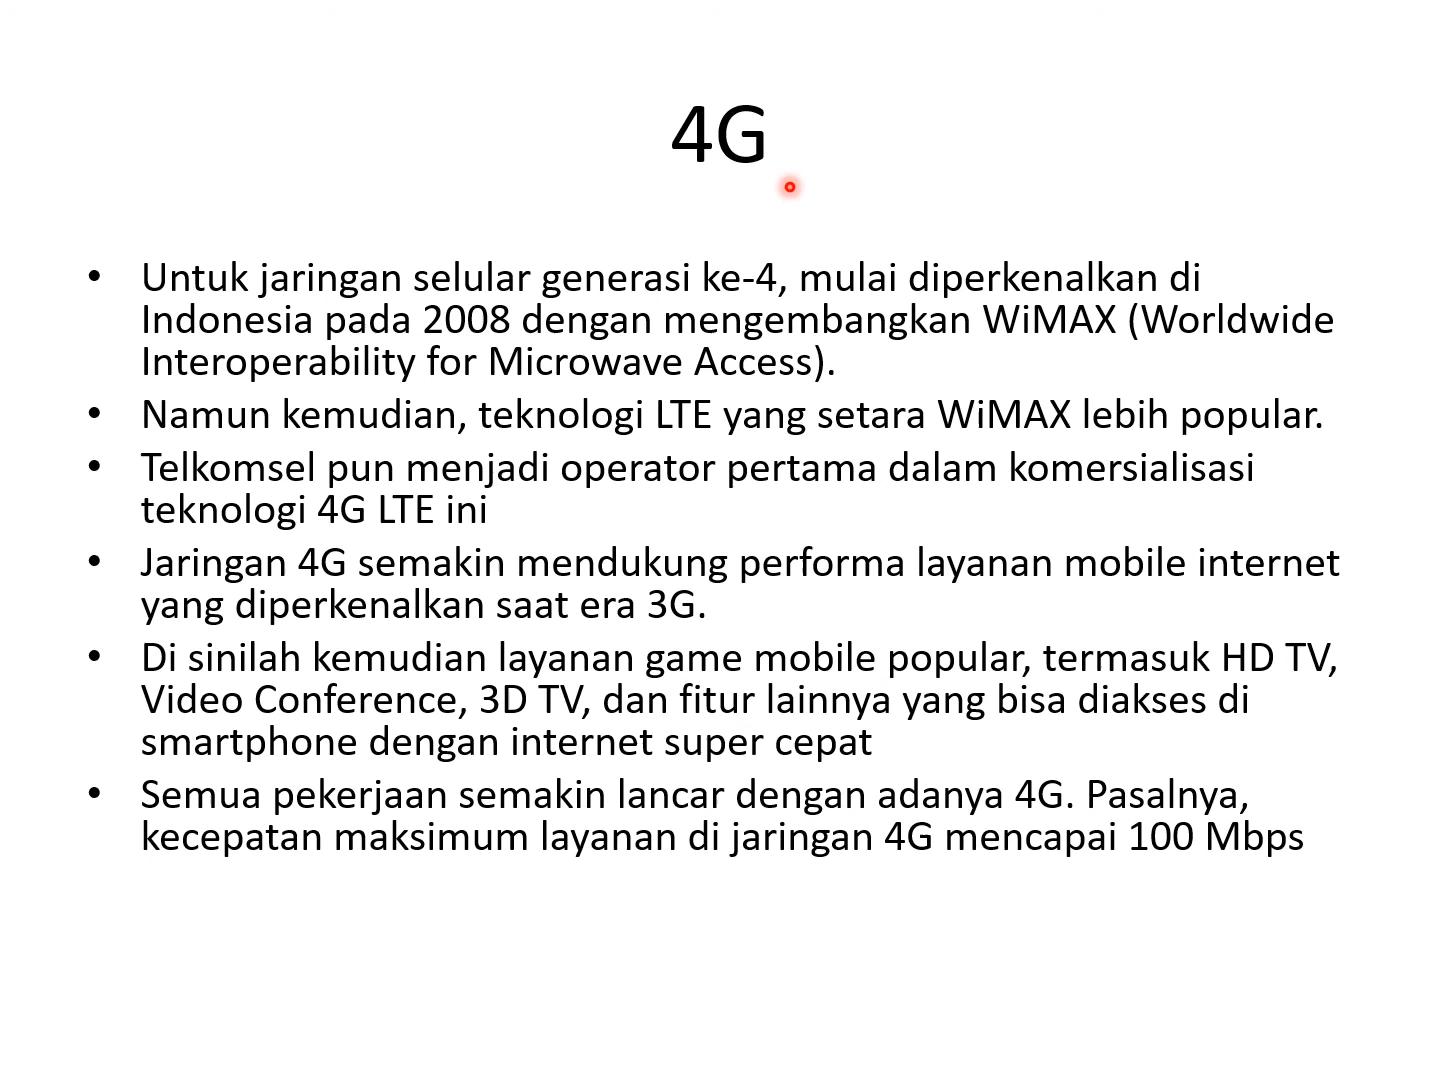 4G
• Untuk jaringan selular generasi ke-4, mulai diperkenalkan di
Indonesia pada 2008 dengan mengembangkan WiMAX (Worldwide
Interoperability for Microwave Access).
• Namun kemudian, teknologi LTE yang setara WiMAX lebih popular.
• Telkomsel pun menjadi operator pertama dalam komersialisasi
teknologi 4G LTE ini
• Jaringan 4G semakin mendukung performa layanan mobile internet
yang diperkenalkan saat era 3G.
• Di sinilah kemudian layanan game mobile popular, termasuk HD TV,
Video Conference, 3D TV, dan fitur lainnya yang bisa diakses di
smartphone dengan internet super cepat
• Semua pekerjaan semakin lancar dengan adanya 4G. Pasalnya,
kecepatan maksimum layanan di jaringan 4G mencapai 100 Mbps